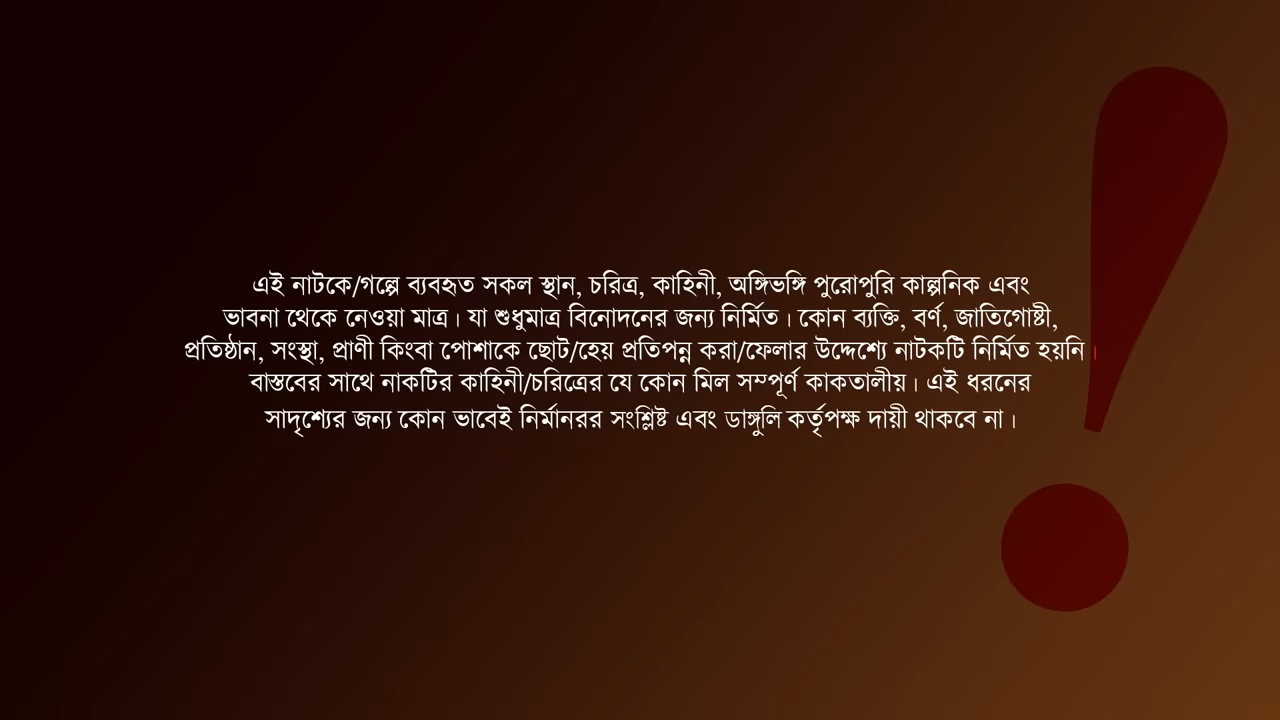 এই নাটকে/গল্পে ব্যবহৃত সকল স্থান, চরিত্র, কাহিনী, অঙ্গিভঙ্গি পুরোপুরি কাল্পনিক এবং
ভাবনা থেকে নেওয়া মাত্র। যা শুধুমাত্র বিনোদনের জন্য নির্মিত। কোন ব্যক্তি, বর্ণ, জাতিগোষ্টী,
প্রতিষ্ঠান, সংস্থা, প্রাণী কিংবা পোশাকে ছোট/হেয় প্রতিপন্ন করা/ফেলার উদ্দেশ্যে নাটকটি নির্মিত হয়নি।
বাস্তবের সাথে নাকটির কাহিনী/চরিত্রের যে কোন মিল সম্পূর্ণ কাকতালীয়। এই ধরনের
সাদৃশ্যের জন্য কোন ভাবেই নির্মানরর সংশ্লিষ্ট এবং ডাঙ্গুলি কর্তৃপক্ষ দায়ী থাকবে না।